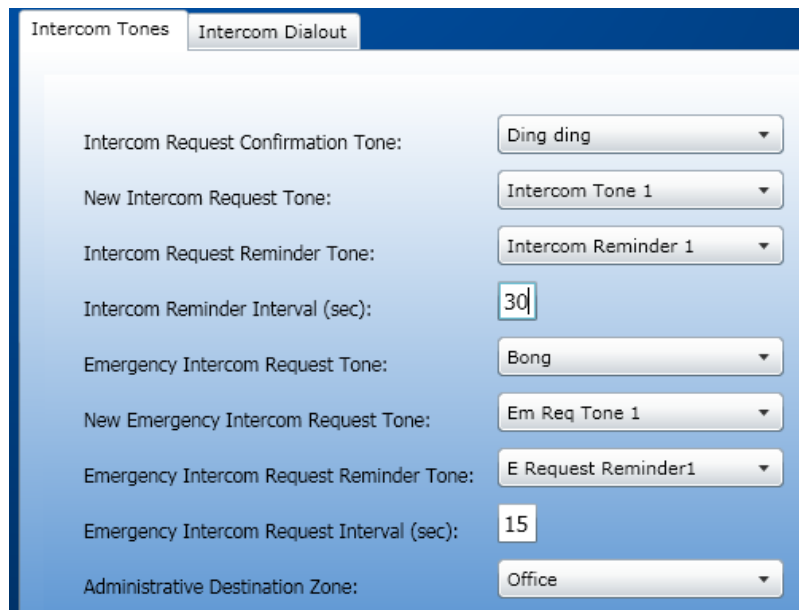 Intercom Tones Intercom Dialout
Intercom Request Confirmation Tone: Ding ding
New Intercom Request Tone: Intercom Tone 1
Intercom Request Reminder Tone: Intercom Reminder 1
Intercom Reminder Interval (sec): 30
Emergency Intercom Request Tone: Bong
New Emergency Intercom Request Tone: Em Req Tone 1
Emergency Intercom Request Reminder Tone: E Request Reminder1
Emergency Intercom Request Interval (sec): 15
Administrative Destination Zone: Office